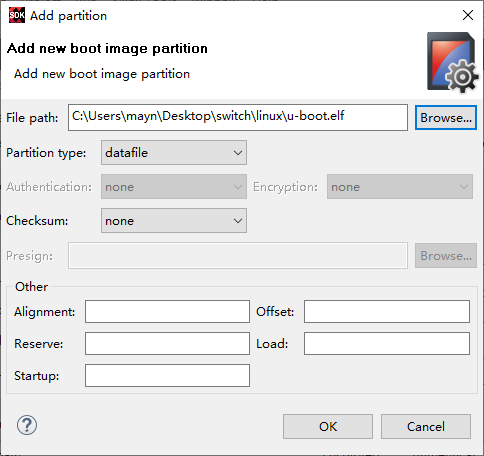 SDK Add partition
Add new boot image partition
Add new boot image partition
File path: C:\Users\mayn\Desktop\switch\linux\u-boot.elf Browse...
Partition type: datafile
Authentication: none Encryption: none
Checksum: none
Presign: Browse...
Other
Alignment: Offset:
Reserve: Load:
Startup:
? OK Cancel